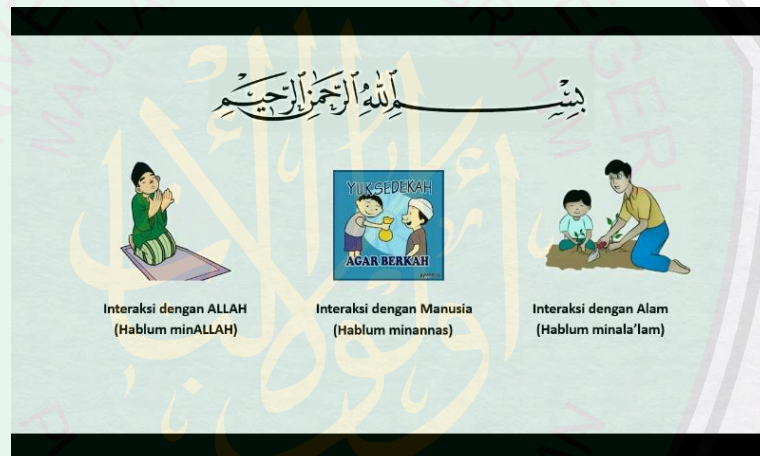 بِسْمِ اللَّهِ الرَّحْمَٰنِ الرَّحِيمِ
YUK SEDEKAH
AGAR BERKAH
Interaksi dengan ALLAH
(Hablum minALLAH)
Interaksi dengan Manusia
(Hablum minannas)
Interaksi dengan Alam
(Hablum minala'lam)